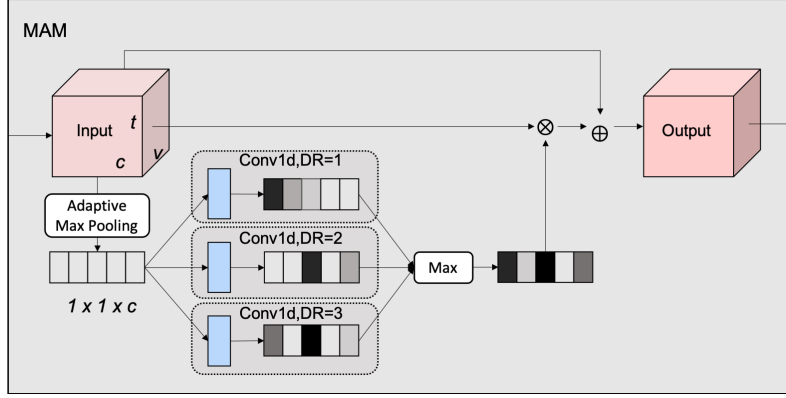 MAM
Input
t
c
v
Output
Adaptive
Max Pooling
1 x 1 x c
Conv1d,DR=1
Conv1d,DR=2
Conv1d,DR=3
Max